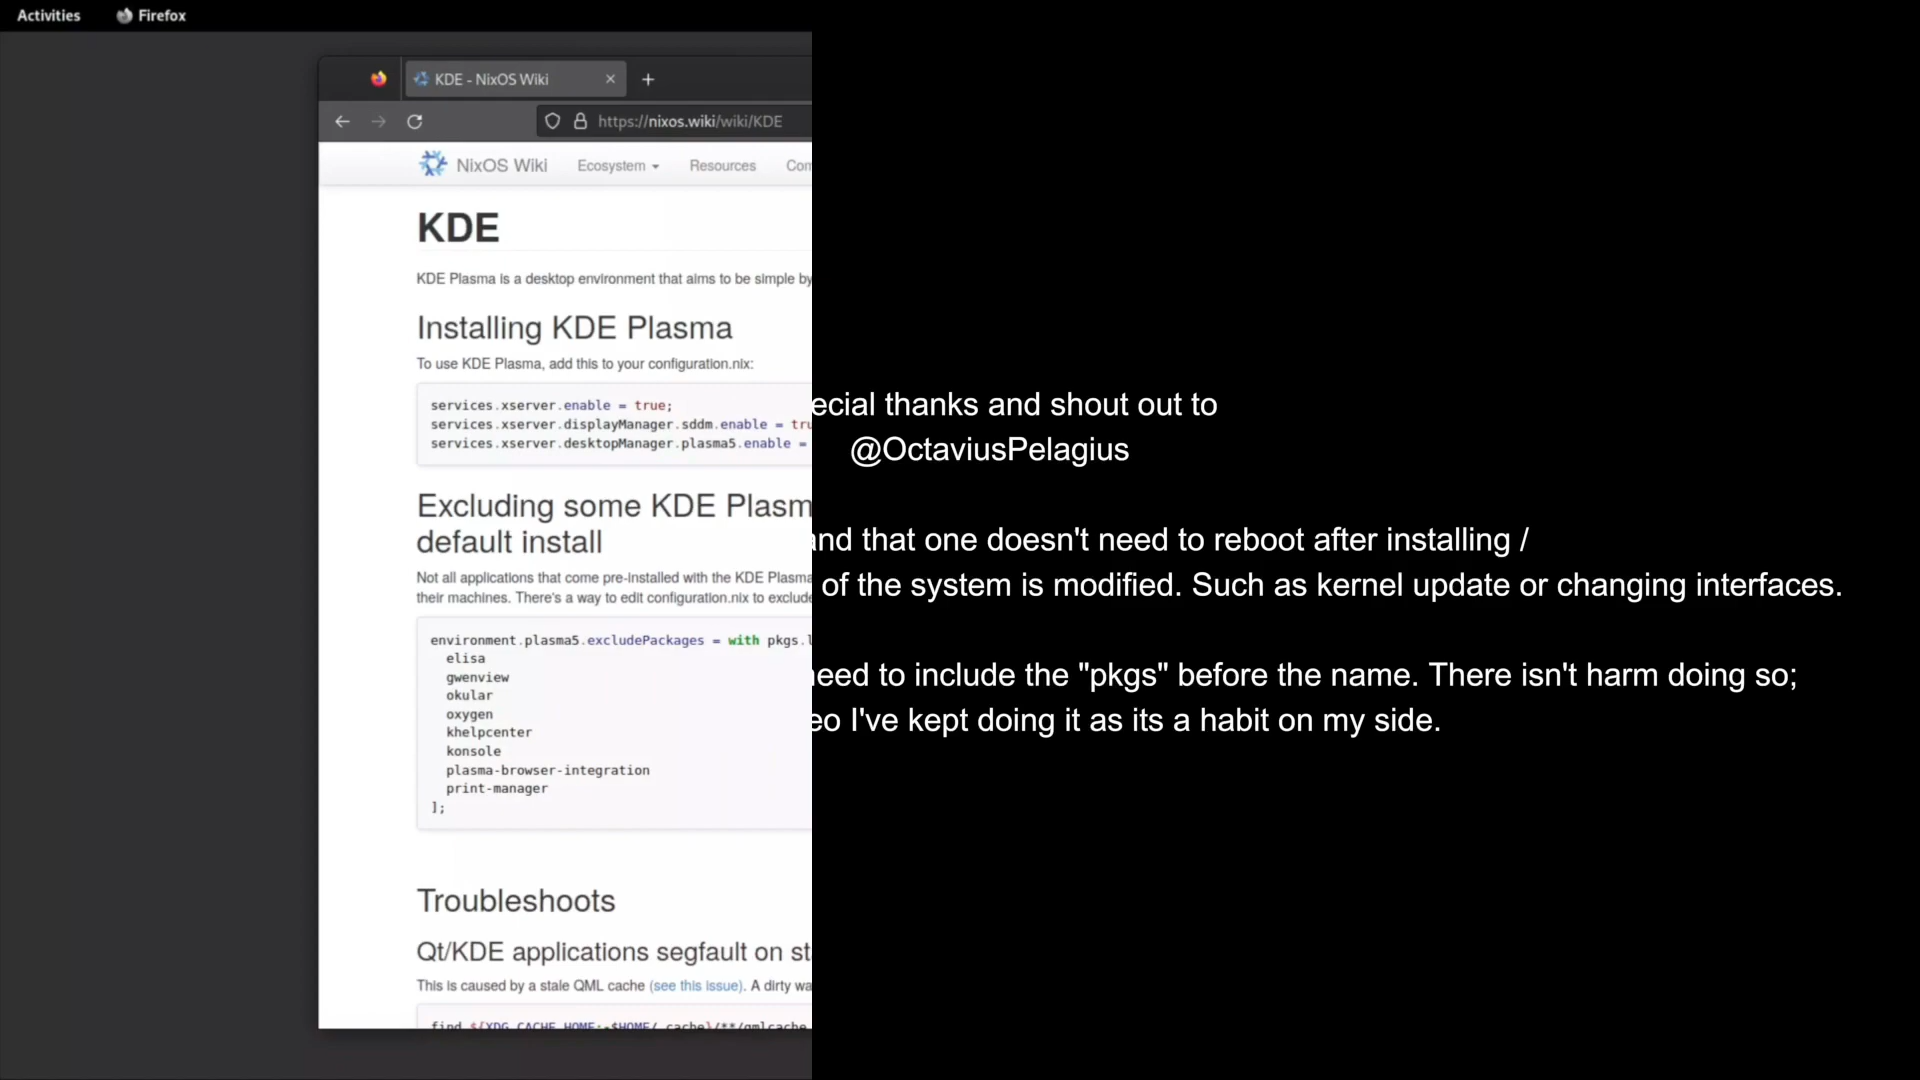 Activities Firefox
KDE - NixOS Wiki
https://nixos.wiki/wiki/KDE
NixOS Wiki Ecosystem Resources
KDE
KDE Plasma is a desktop environment that aims to be simple by
Installing KDE Plasma
To use KDE Plasma, add this to your configuration.nix:
services.xserver.enable = true;
services.xserver.displayManager.sddm.enable =
services.xserver.desktopManager.plasma5.enable =
Excluding some KDE
default install
Not all applications that come pre-installed with the KDE Plasma
their machines. There's a way to edit configuration.nix to exclude
environment.plasma5.excludePackages = with
elisa
gwenview
okular
oxygen
khelpcenter
konsole
plasma-browser-integration
print-manager
];
Troubleshoots
Qt/KDE applications segfault on
This is caused by a stale QML cache (see this issue). A dirty
find ${XDG_CACHE_HOME:-$HOME/.cache}/**/qmlcache
thanks and shout out to
@OctaviusPelagius
and that one doesn't need to reboot after installing /
of the system is modified. Such as kernel update or changing interfaces.
need to include the "pkgs" before the name. There isn't harm doing so;
I've kept doing it as its a habit on my side.